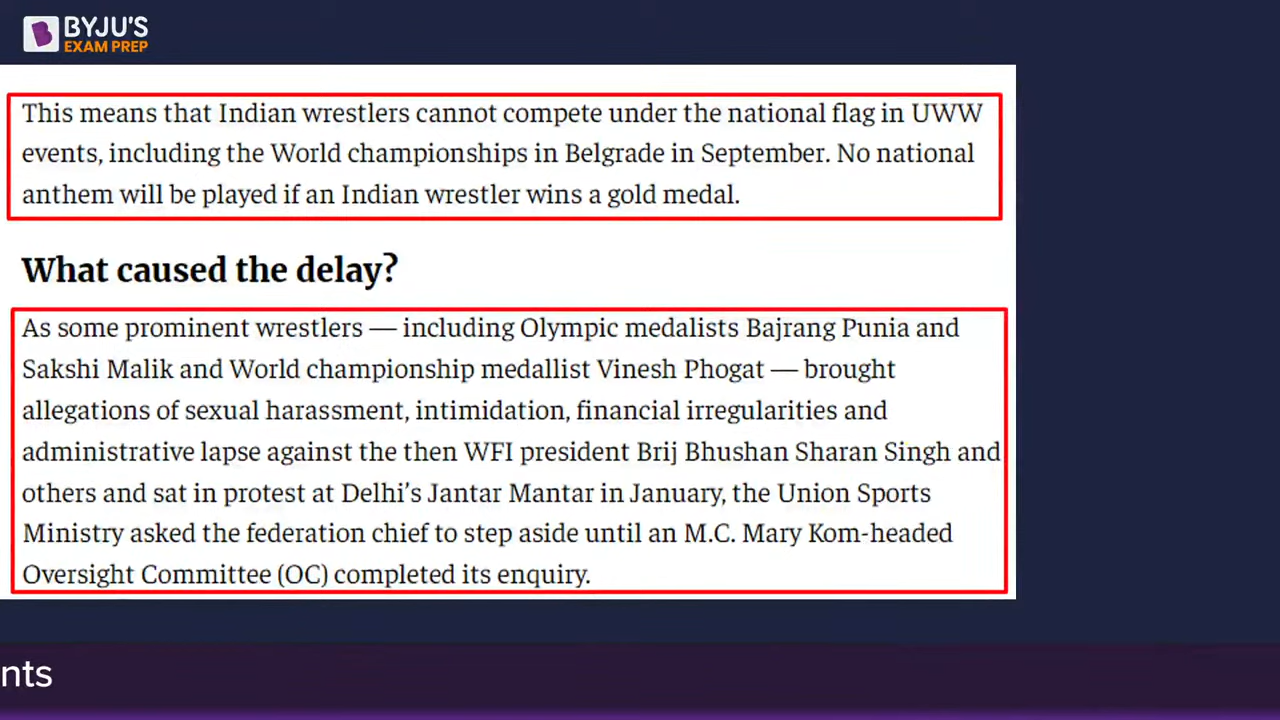 BYJU'S
EXAM PREP
This means that Indian wrestlers cannot compete under the national flag in UWW
events, including the World championships in Belgrade in September. No national
anthem will be played if an Indian wrestler wins a gold medal.
What caused the delay?
As some prominent wrestlers — including Olympic medalists Bajrang Punia and
Sakshi Malik and World championship medallist Vinesh Phogat — brought
allegations of sexual harassment, intimidation, financial irregularities and
administrative lapse against the then WFI president Brij Bhushan Sharan Singh and
others and sat in protest at Delhi’s Jantar Mantar in January, the Union Sports
Ministry asked the federation chief to step aside until an M.C. Mary Kom-headed
Oversight Committee (OC) completed its enquiry.
nts